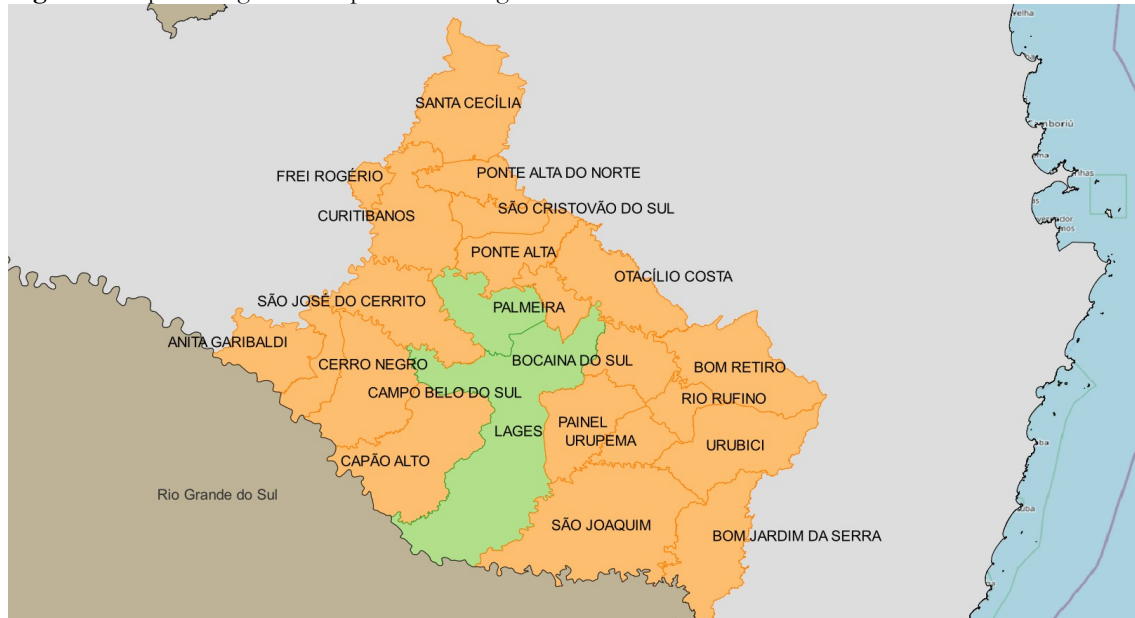 SANTA CECÍLIA
FREI ROGÉRIO
PONTE ALTA DO NORTE
CURITIBANOS
SÃO CRISTOVÃO DO SUL
PONTE ALTA
OTACÍLIO COSTA
SÃO JOSÉ DO CERRITO
PALMEIRA
ANITA GARIBALDI
CERRO NEGRO
BOCAINA DO SUL
BOM RETIRO
CAMPO BELO DO SUL
RIO RUFINO
LAGES
PAINEL
URUPEMA
URUBICI
CAPÃO ALTO
Rio Grande do Sul
SÃO JOAQUIM
BOM JARDIM DA SERRA